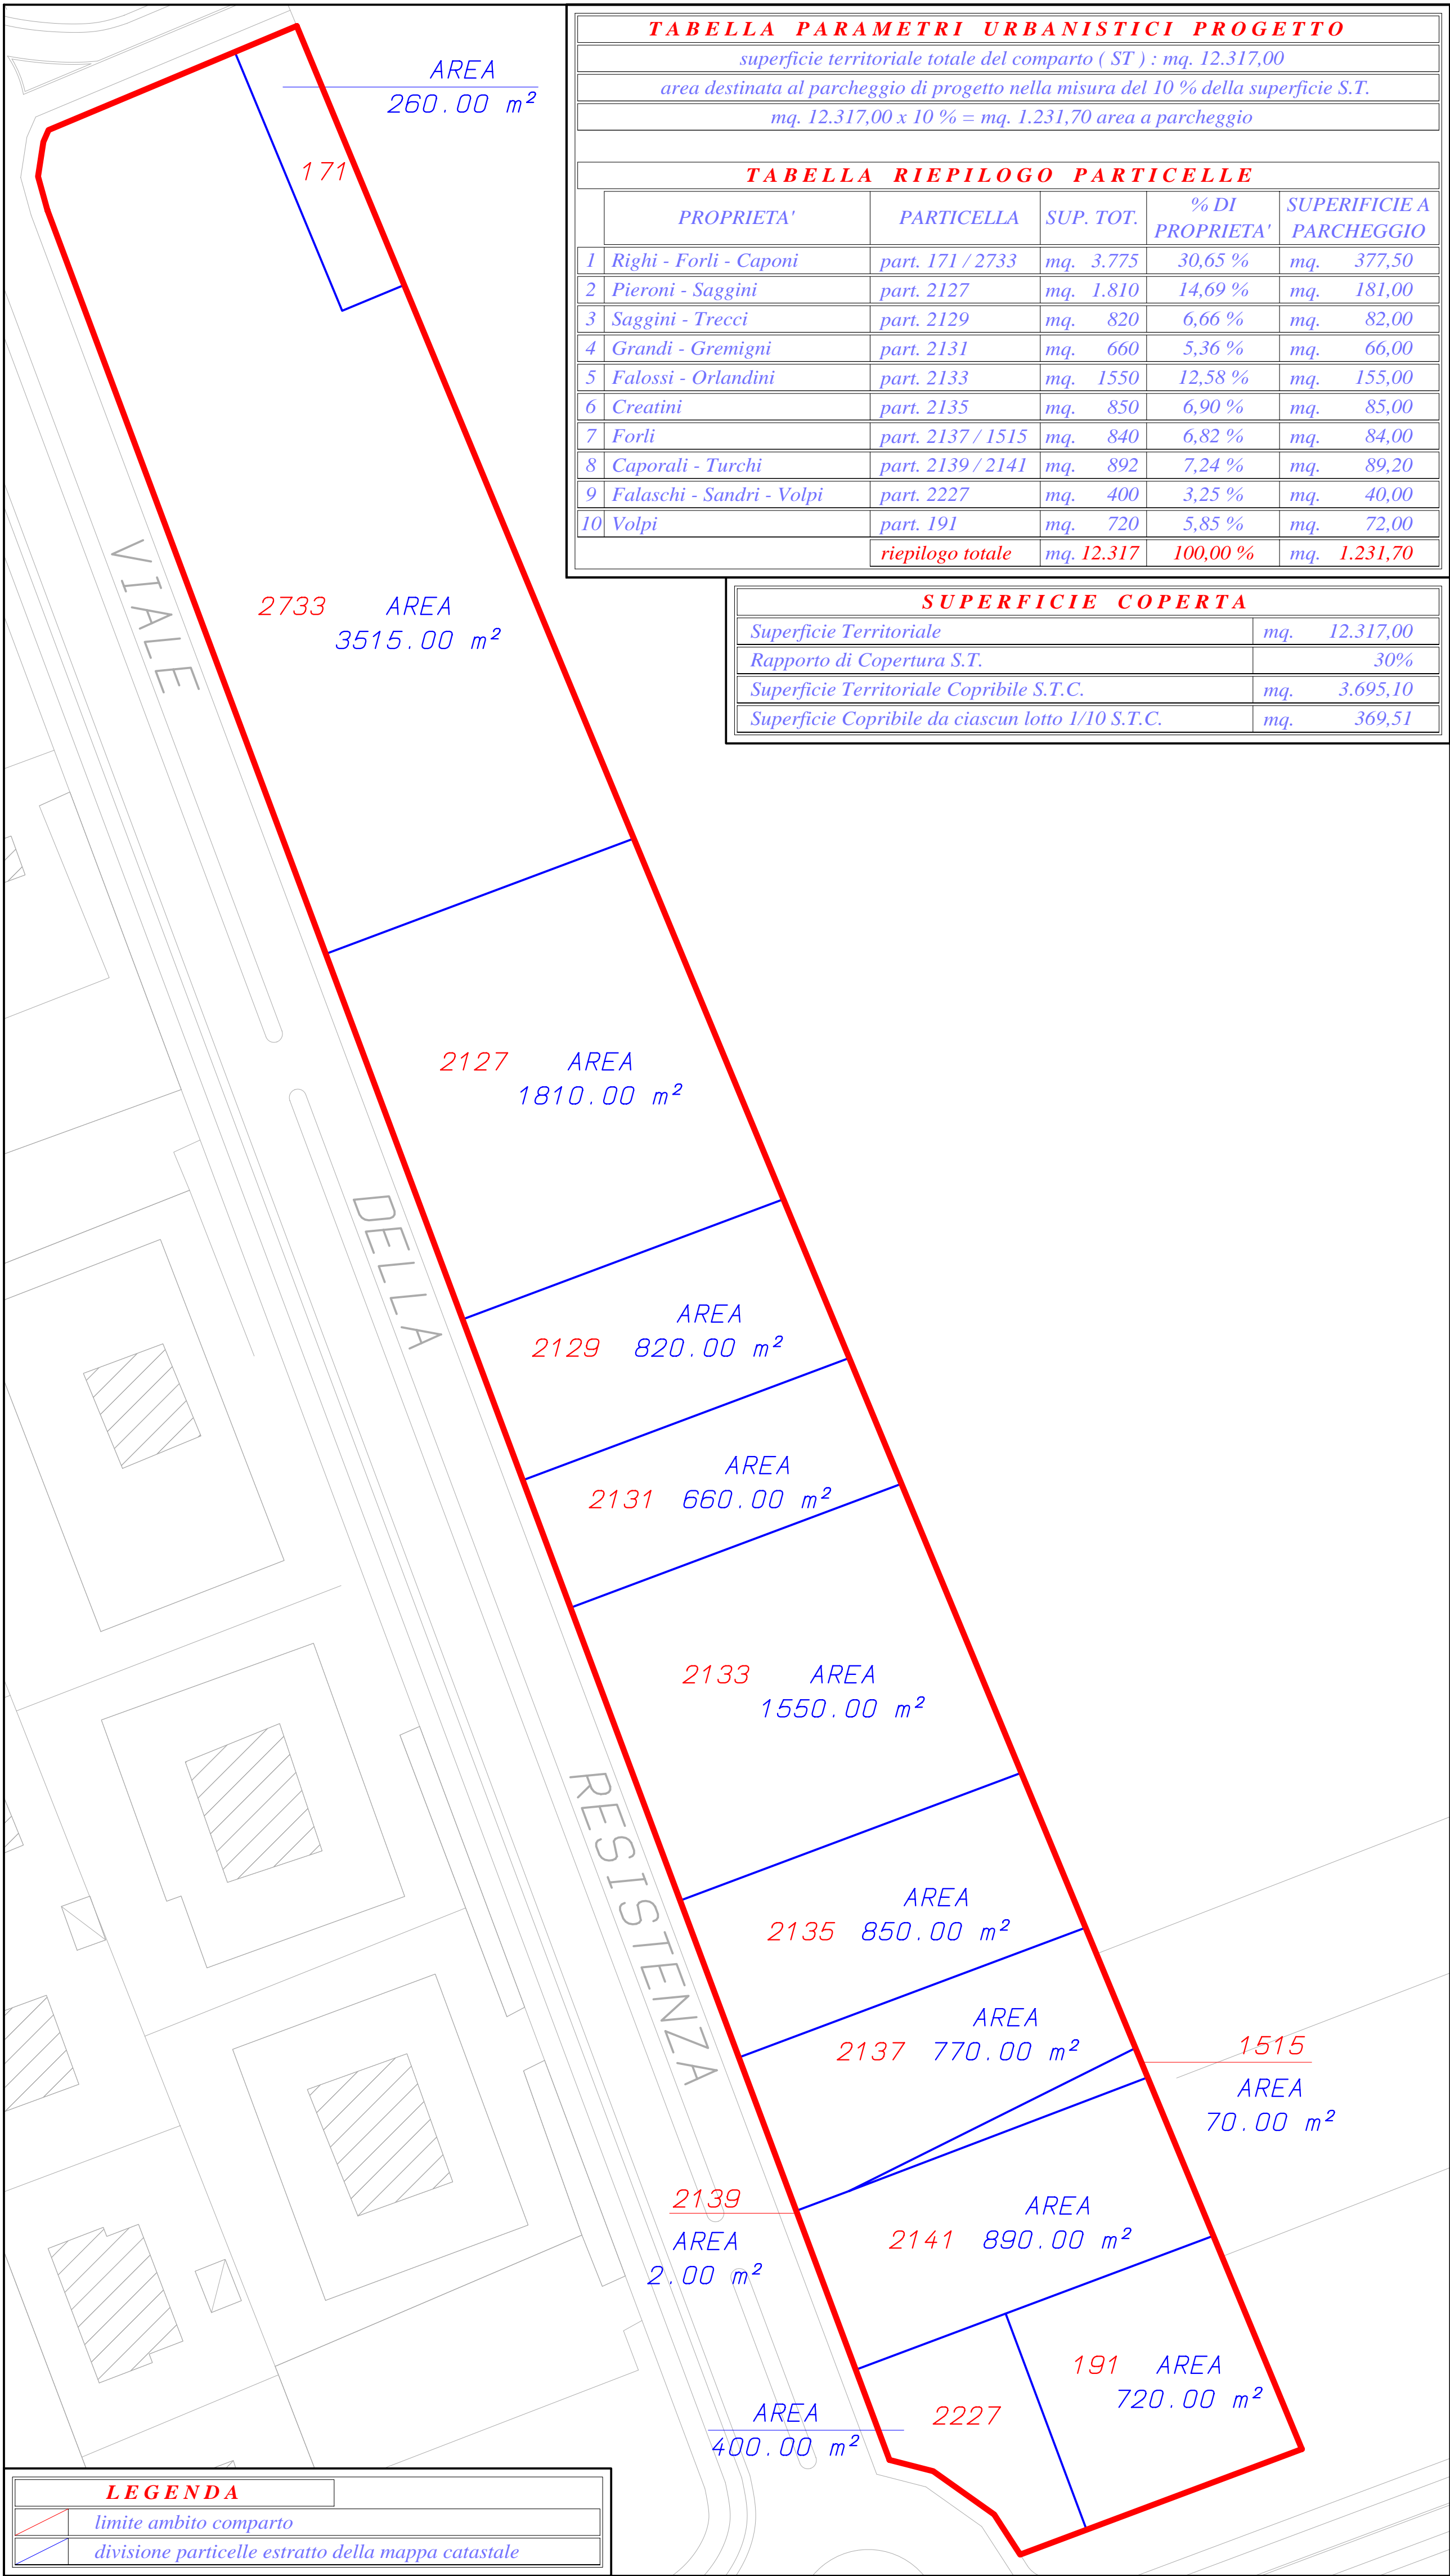 TABELLA PARAMETRI URBANISTICI PROGETTO
superficie territoriale totale del comparto ( ST ) : mq. 12.317,00
area destinata al parcheggio di progetto nella misura del 10 % della superficie S.T.
mq. 12.317,00 x 10 % = mq. 1.231,70 area a parcheggio
TABELLA RIEPILOGO PARTICELLE
PROPRIETA' PARTICELLA SUP. TOT. % DI PROPRIETA' SUPERIFICIE A PARCHEGGIO
1 Righi - Forli - Caponi part. 171 / 2733 mq. 3.775 30,65 % mq. 377,50
2 Pieroni - Saggini part. 2127 mq. 1.810 14,69 % mq. 181,00
3 Saggini - Trecci part. 2129 mq. 820 6,66 % mq. 82,00
4 Grandi - Gremigni part. 2131 mq. 660 5,36 % mq. 66,00
5 Falossi - Orlandini part. 2133 mq. 1550 12,58 % mq. 155,00
6 Creatini part. 2135 mq. 850 6,90 % mq. 85,00
7 Forli part. 2137 / 1515 mq. 840 6,82 % mq. 84,00
8 Caporali - Turchi part. 2139 / 2141 mq. 892 7,24 % mq. 89,20
9 Falaschi - Sandri - Volpi part. 2227 mq. 400 3,25 % mq. 40,00
10 Volpi part. 191 mq. 720 5,85 % mq. 72,00
riepilogo totale mq. 12.317 100,00 % mq. 1.231,70
SUPERFICIE COPERTA
Superficie Territoriale mq. 12.317,00
Rapporto di Copertura S.T. 30%
Superficie Territoriale Copribile S.T.C. mq. 3.695,10
Superficie Copribile da ciascun lotto 1/10 S.T.C. mq. 369,51
AREA
260.00 m²
171
2733 AREA
3515.00 m²
VIALE
2127 AREA
1810.00 m²
DELLA
AREA
2129 820.00 m²
AREA
2131 660.00 m²
2133 AREA
1550.00 m²
RESISTENZA
AREA
2135 850.00 m²
AREA
2137 770.00 m²
1515
AREA
70.00 m²
2139
AREA
2.00 m²
AREA
2141 890.00 m²
191 AREA
720.00 m²
2227
AREA
400.00 m²
LEGENDA
limite ambito comparto
divisione particelle estratto della mappa catastale